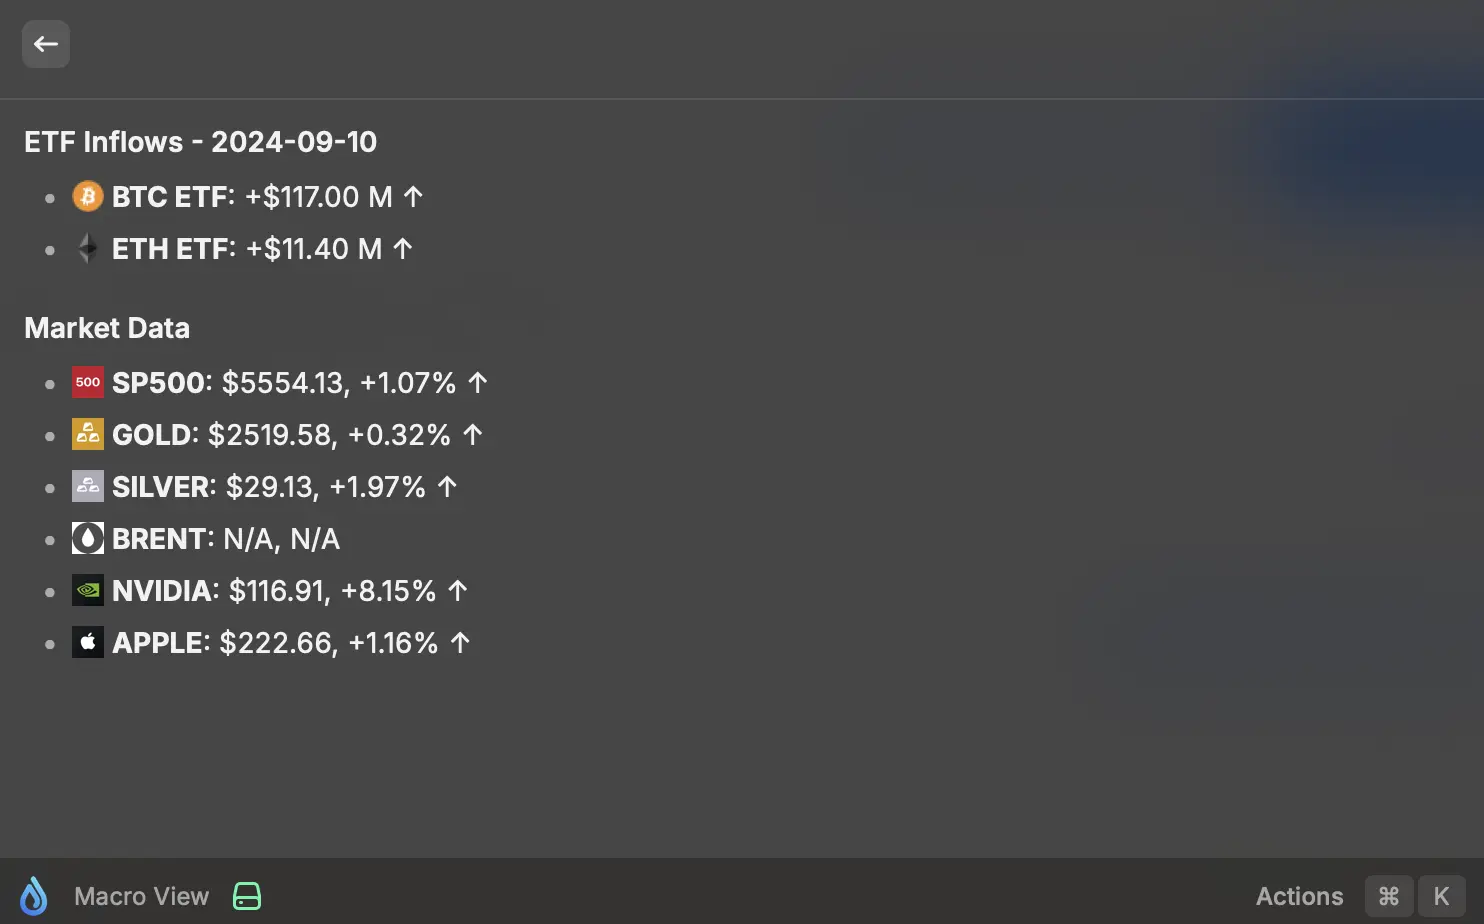 ETF Inflows - 2024-09-10
BTC ETF: +$117.00 M ↑
ETH ETF: +$11.40 M ↑
Market Data
500 SP500: $5554.13, +1.07% ↑
GOLD: $2519.58, +0.32% ↑
SILVER: $29.13, +1.97% ↑
BRENT: N/A, N/A
NVIDIA: $116.91, +8.15% ↑
APPLE: $222.66, +1.16% ↑
Macro View
Actions ⌘ K